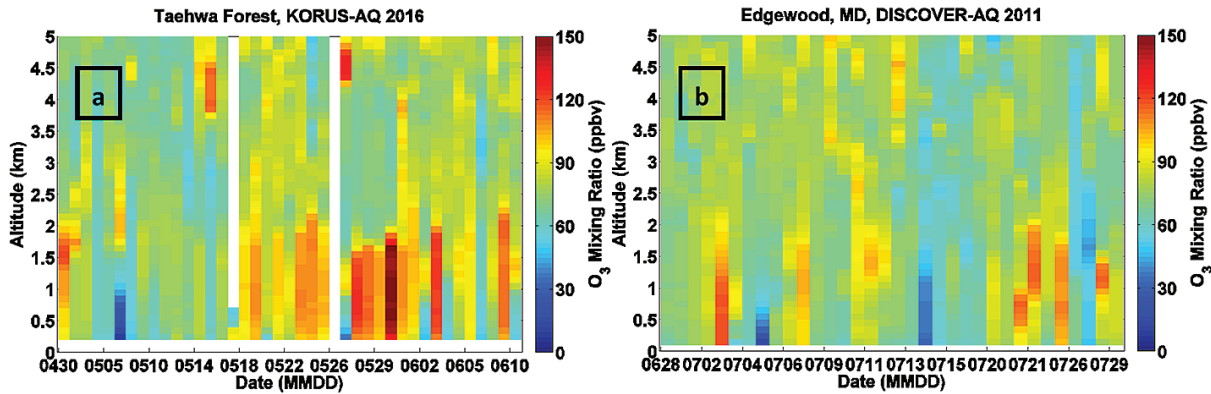 Taehwa Forest, KORUS-AQ 2016
5
4.5
4
3.5
3
2.5
2
1.5
1
0.5
0
Altitude (km)
a
0430 0505 0510 0514 0518 0522 0526 0529 0602 0605 0610
Date (MMDD)
150
120
90
60
30
0
O3 Mixing Ratio (ppbv)
Edgewood, MD, DISCOVER-AQ 2011
5
4.5
4
3.5
3
2.5
2
1.5
1
0.5
0
Altitude (km)
b
0628 0702 0704 0706 0709 0711 0715 0720 0721 0726 0729
Date (MMDD)
150
120
90
60
30
0
O3 Mixing Ratio (ppbv)